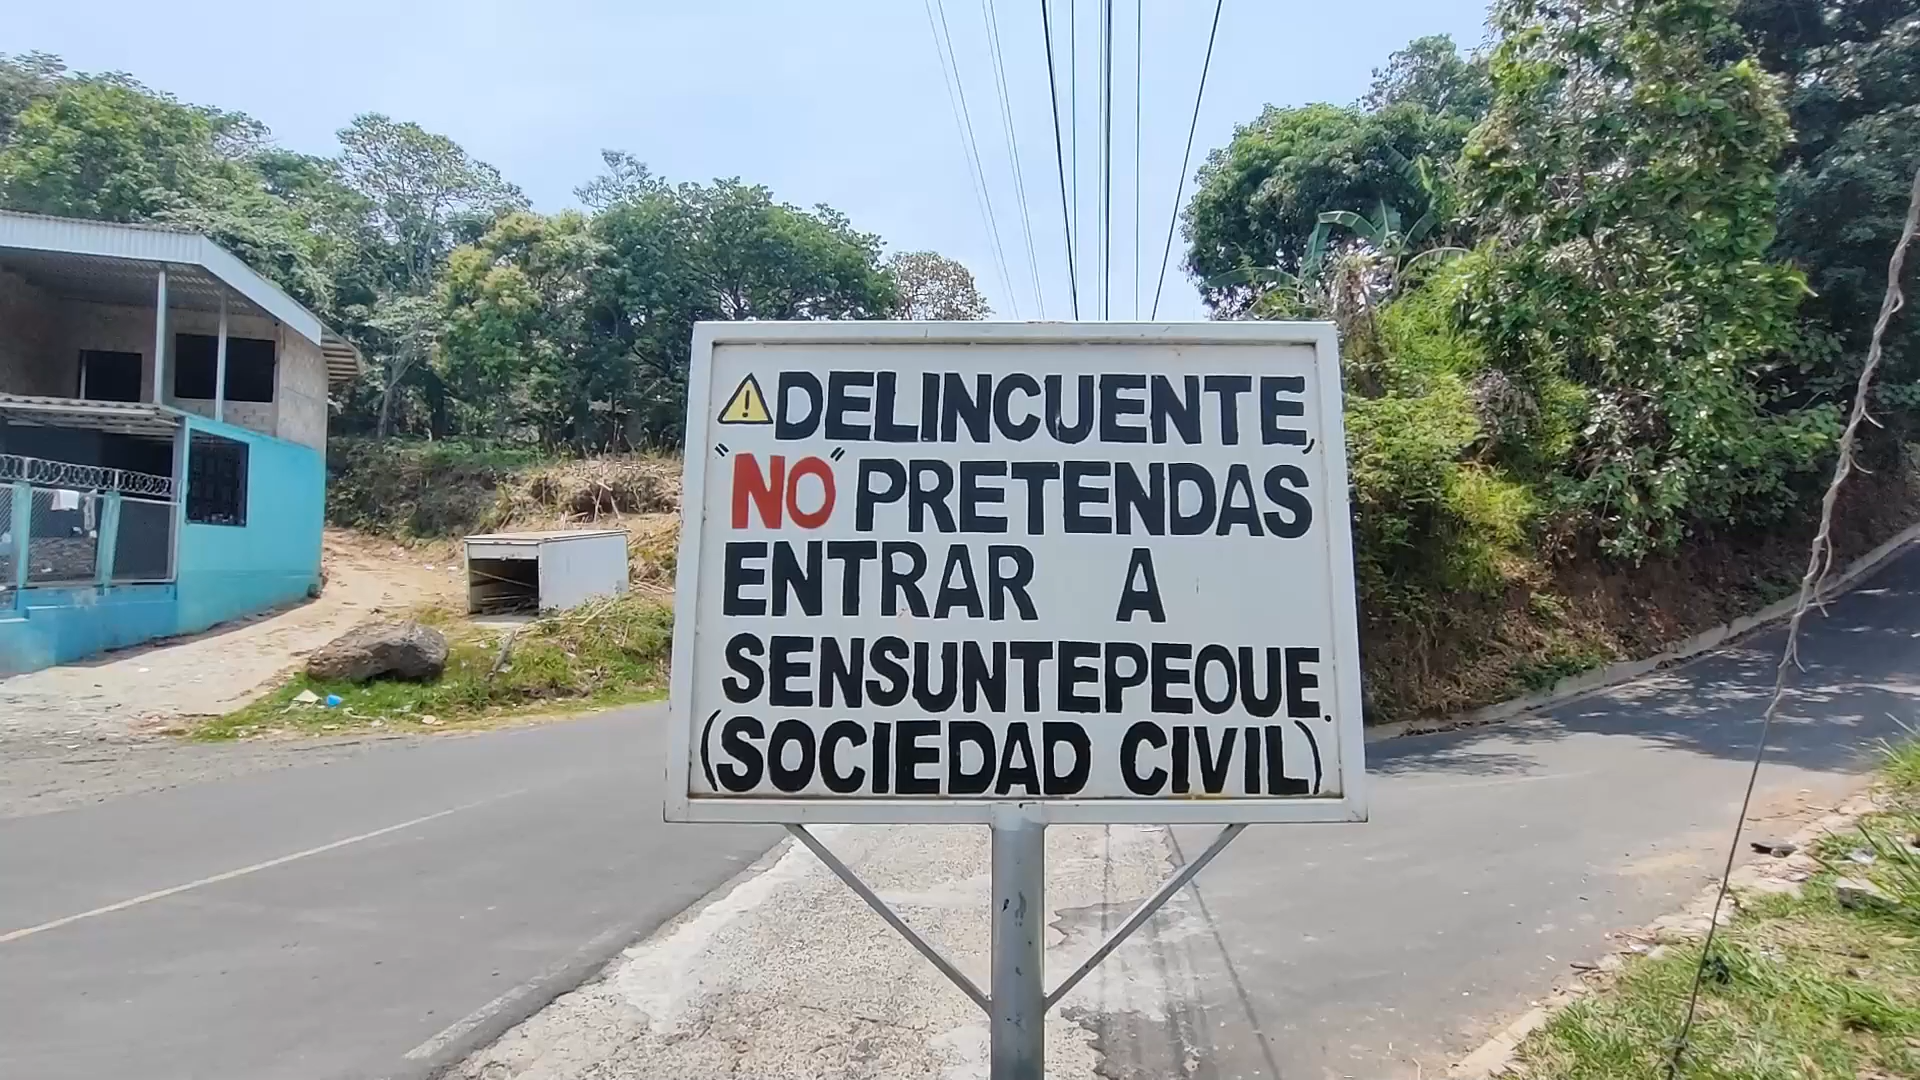 ⚠DELINCUENTE,
"NO" PRETENDAS
ENTRAR A
SENSUNTEPEQUE.
(SOCIEDAD CIVIL)